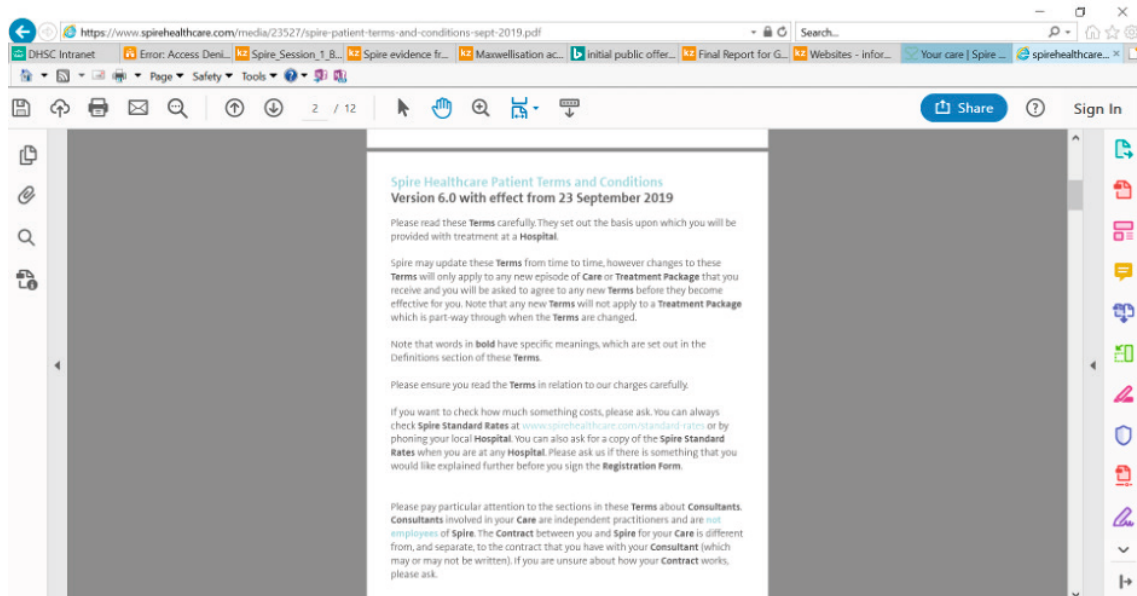 https://www.spirehealthcare.com/media/23527/spire-patient-terms-and-conditions-sept-2019.pdf Search...
DHSC Intranet Error: Access Deni... Spire_Session_1_8... Spire evidence fr... Maxwellisation ac... initial public offer... Final Report for G... Websites - infor... Your care | Spire ... spirehealthcare...
Page Safety Tools
2 / 12 Share Sign In
Spire Healthcare Patient Terms and Conditions
Version 6.0 with effect from 23 September 2019
Please read these Terms carefully. They set out the basis upon which you will be
provided with treatment at a Hospital.
Spire may update these Terms from time to time, however changes to these
Terms will only apply to any new episode of Care or Treatment Package that you
receive and you will be asked to agree to any new Terms before they become
effective for you. Note that any new Terms will not apply to a Treatment Package
which is part-way through when the Terms are changed.
Note that words in bold have specific meanings, which are set out in the
Definitions section of these Terms.
Please ensure you read the Terms in relation to our charges carefully.
If you want to check how much something costs, please ask. You can always
check Spire Standard Rates at www.spirehealthcare.com/standard-rates or by
phoning your local Hospital. You can also ask for a copy of the Spire Standard
Rates when you are at any Hospital. Please ask us if there is something that you
would like explained further before you sign the Registration Form.
Please pay particular attention to the sections in these Terms about Consultants.
Consultants involved in your Care are independent practitioners and are not
employees of Spire. The Contract between you and Spire for your Care is different
from, and separate, to the contract that you have with your Consultant (which
may or may not be written). If you are unsure about how your Contract works,
please ask.